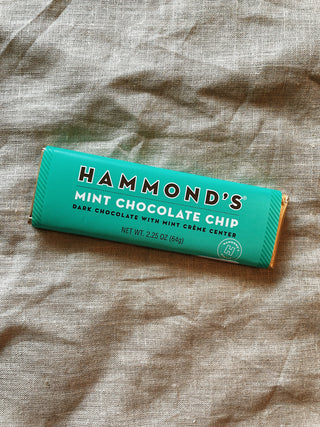 HAMMOND'S®
MINT CHOCOLATE CHIP
DARK CHOCOLATE WITH MINT CRÈME CENTER
NET WT. 2.25 OZ (64g)